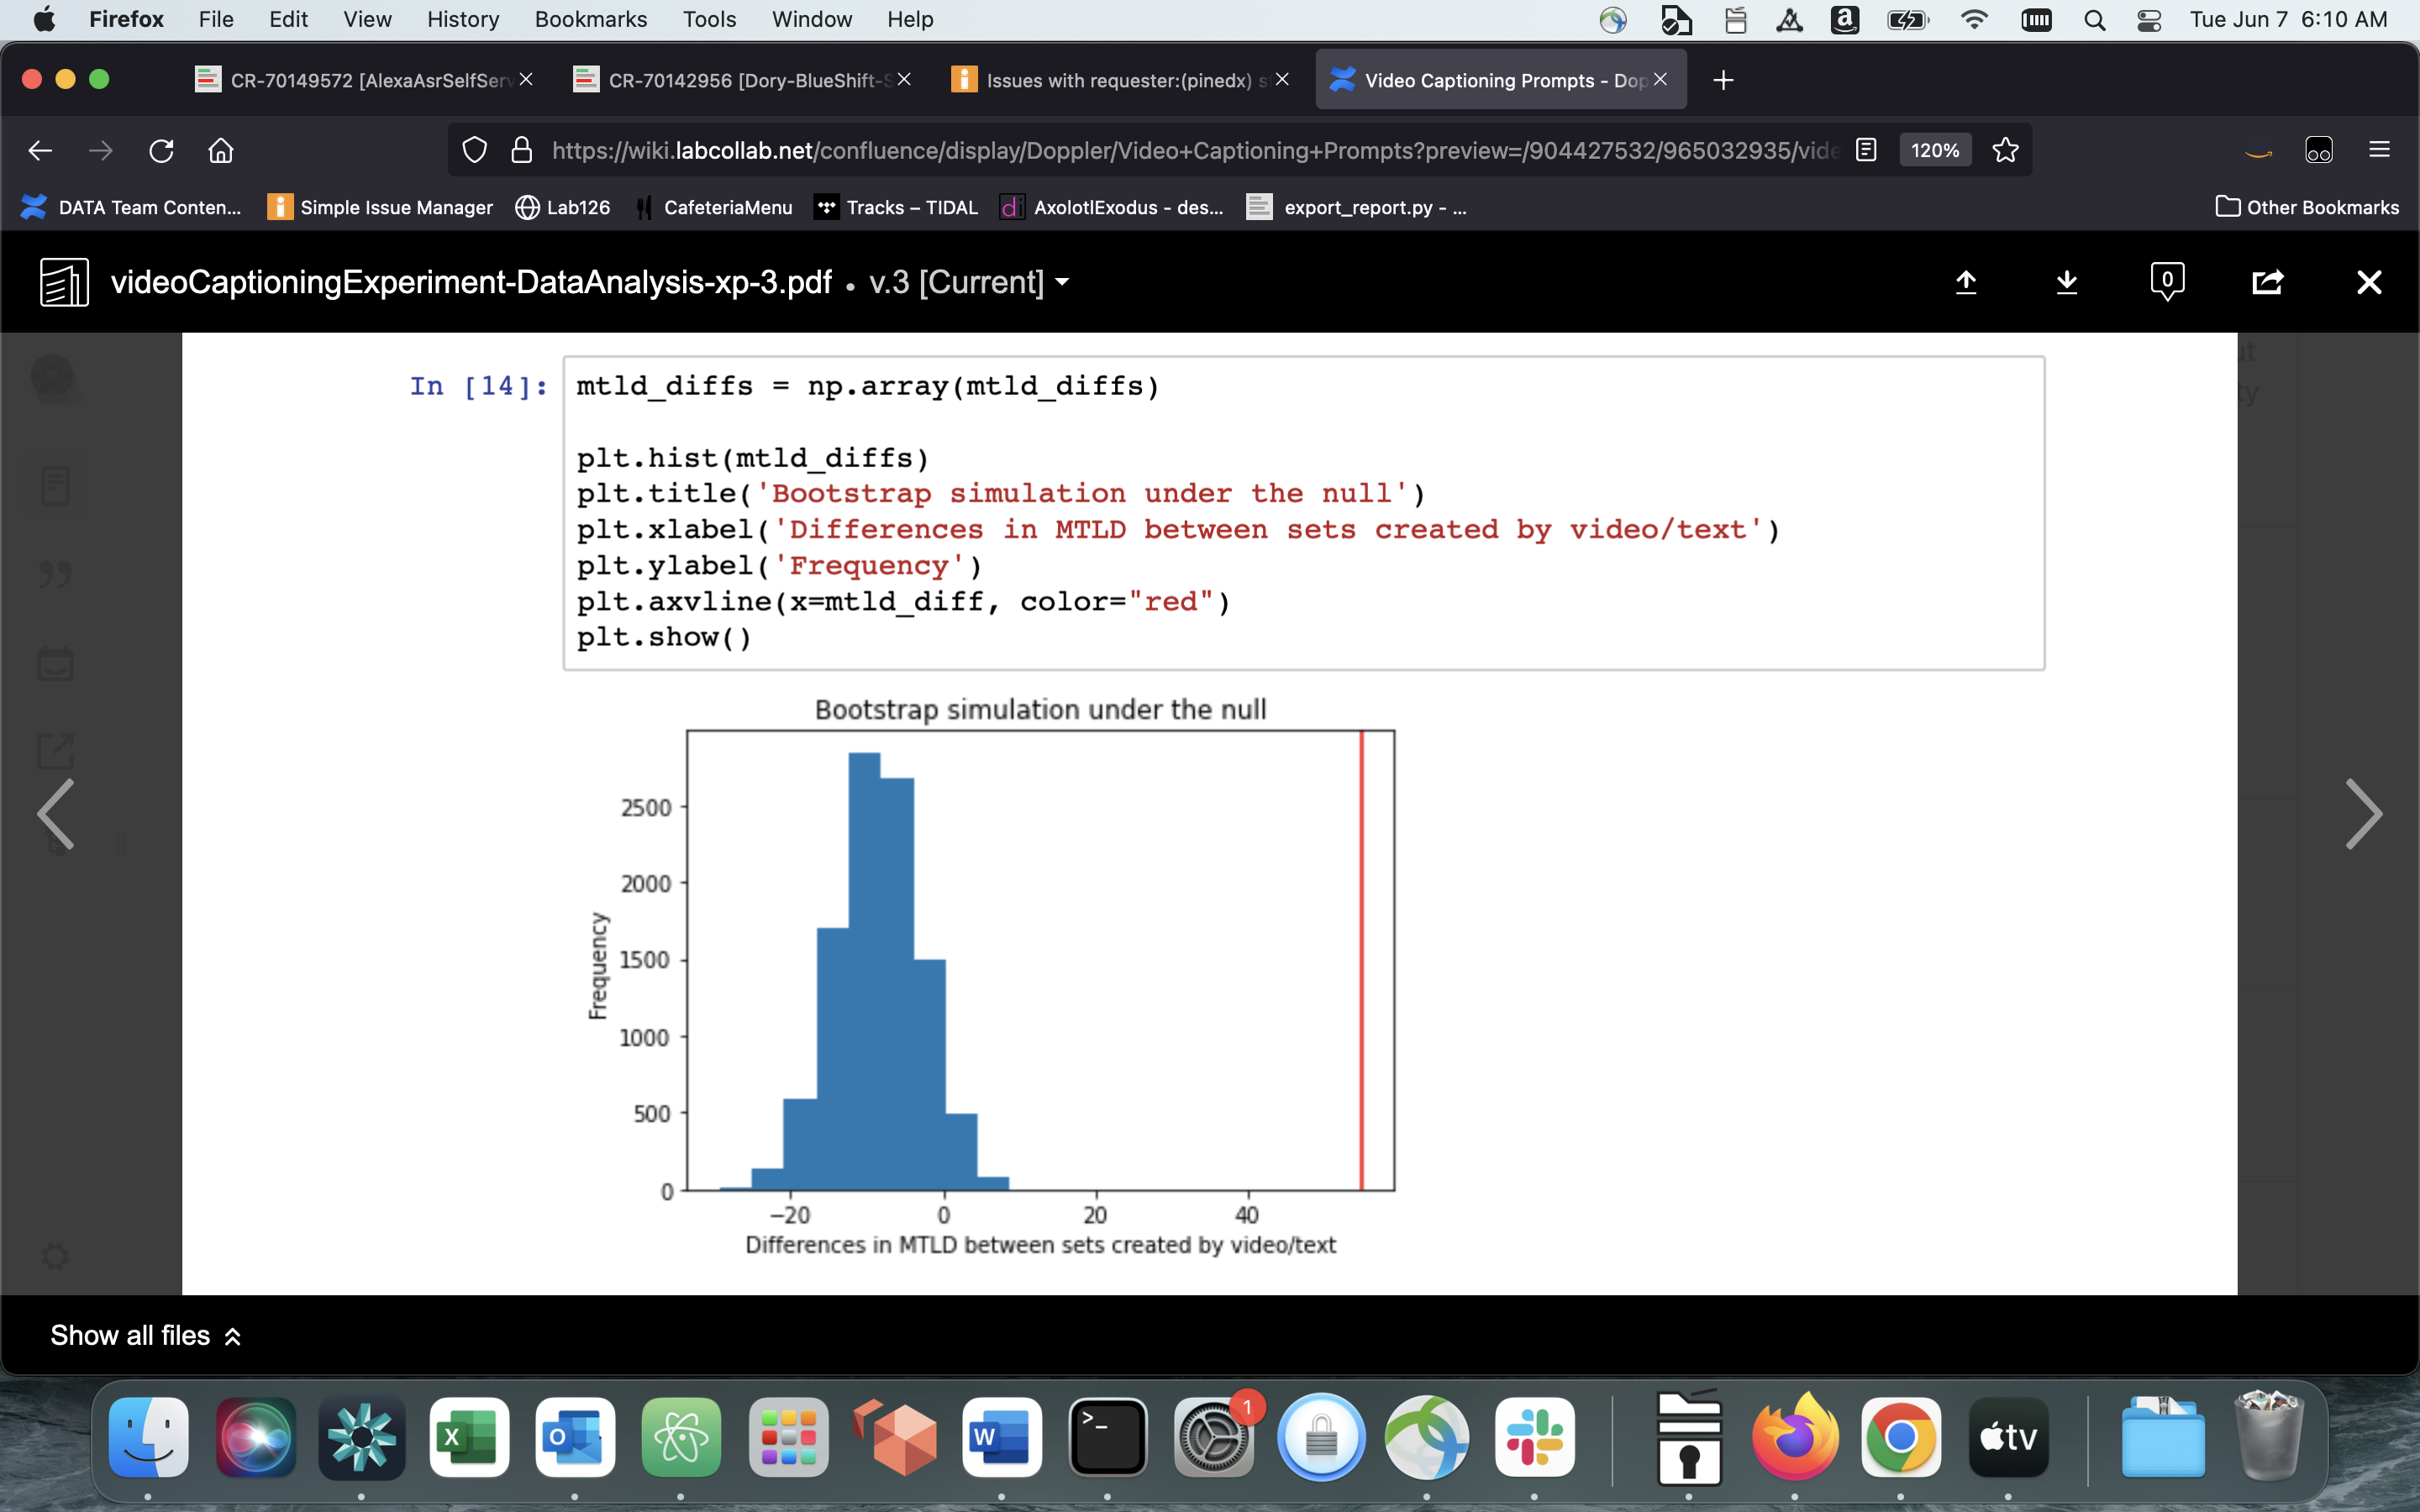 Firefox File Edit View History Bookmarks Tools Window Help Tue Jun 7 6:10 AM
CR-70149572 [AlexaAsrSelfServ CR-70142956 [Dory-BlueShift-S Issues with requester:(pinedx) s Video Captioning Prompts - Dop
https://wiki.labcollab.net/confluence/display/Doppler/Video+Captioning+Prompts?preview=/904427532/965032935/vide 120%
DATA Team Conten... Simple Issue Manager Lab126 CafeteriaMenu Tracks – TIDAL di AxolotlExodus - des... export_report.py - ... Other Bookmarks
videoCaptioningExperiment-DataAnalysis-xp-3.pdf • v.3 [Current] 0
In [14]: mtld_diffs = np.array(mtld_diffs)
plt.hist(mtld_diffs)
plt.title('Bootstrap simulation under the null')
plt.xlabel('Differences in MTLD between sets created by video/text')
plt.ylabel('Frequency')
plt.axvline(x=mtld_diff, color="red")
plt.show()
Bootstrap simulation under the null
2500
2000
1500
1000
500
0
Frequency
−20 0 20 40
Differences in MTLD between sets created by video/text
Show all files
1
X O W >_ tv